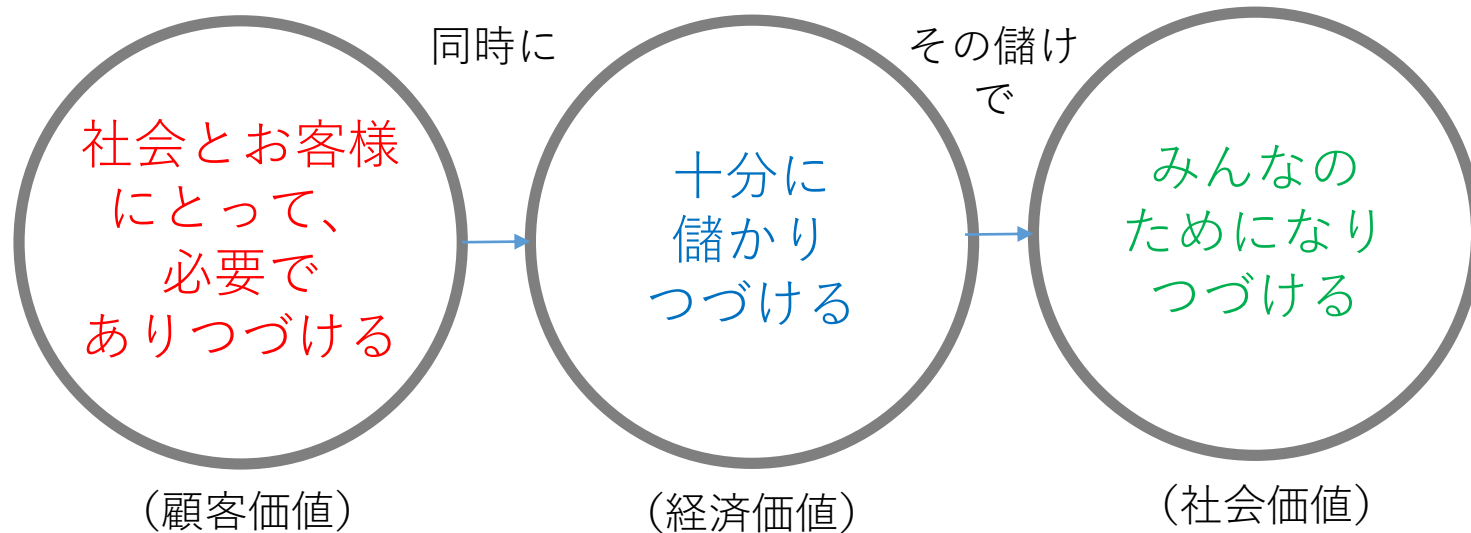 社会とお客様
にとって、
必要で
ありつづける
(顧客価値)
同時に
十分に
儲かり
つづける
(経済価値)
その儲け
で
みんなの
ためになり
つづける
(社会価値)